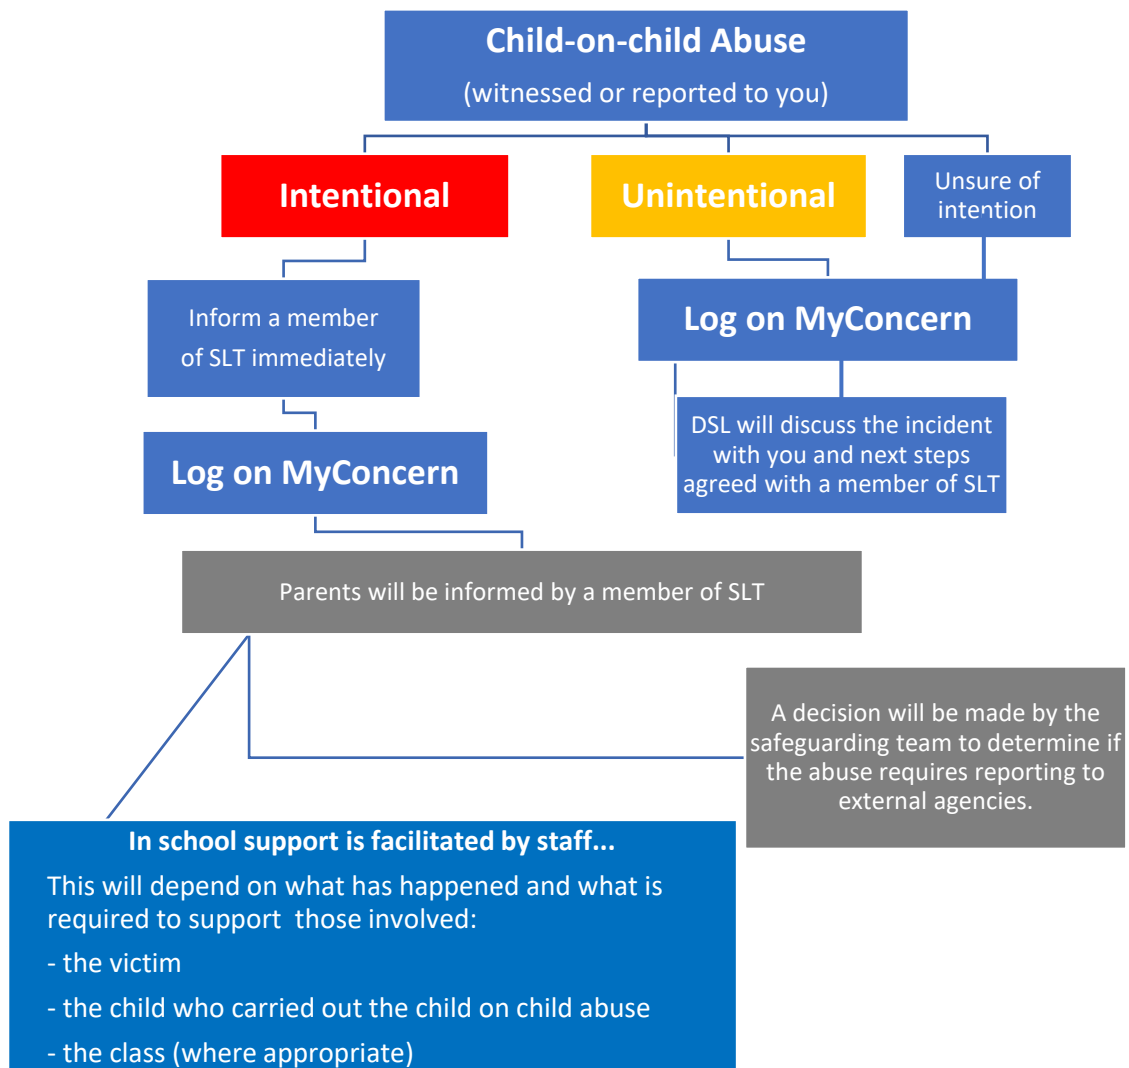 Child-on-child Abuse
(witnessed or reported to you)
Intentional
Unintentional
Unsure of
intention
Inform a member
of SLT immediately
Log on MyConcern
Log on MyConcern
DSL will discuss the incident
with you and next steps
agreed with a member of SLT
Parents will be informed by a member of SLT
A decision will be made by the
safeguarding team to determine if
the abuse requires reporting to
external agencies.
In school support is facilitated by staff...
This will depend on what has happened and what is
required to support those involved:
- the victim
- the child who carried out the child on child abuse
- the class (where appropriate)